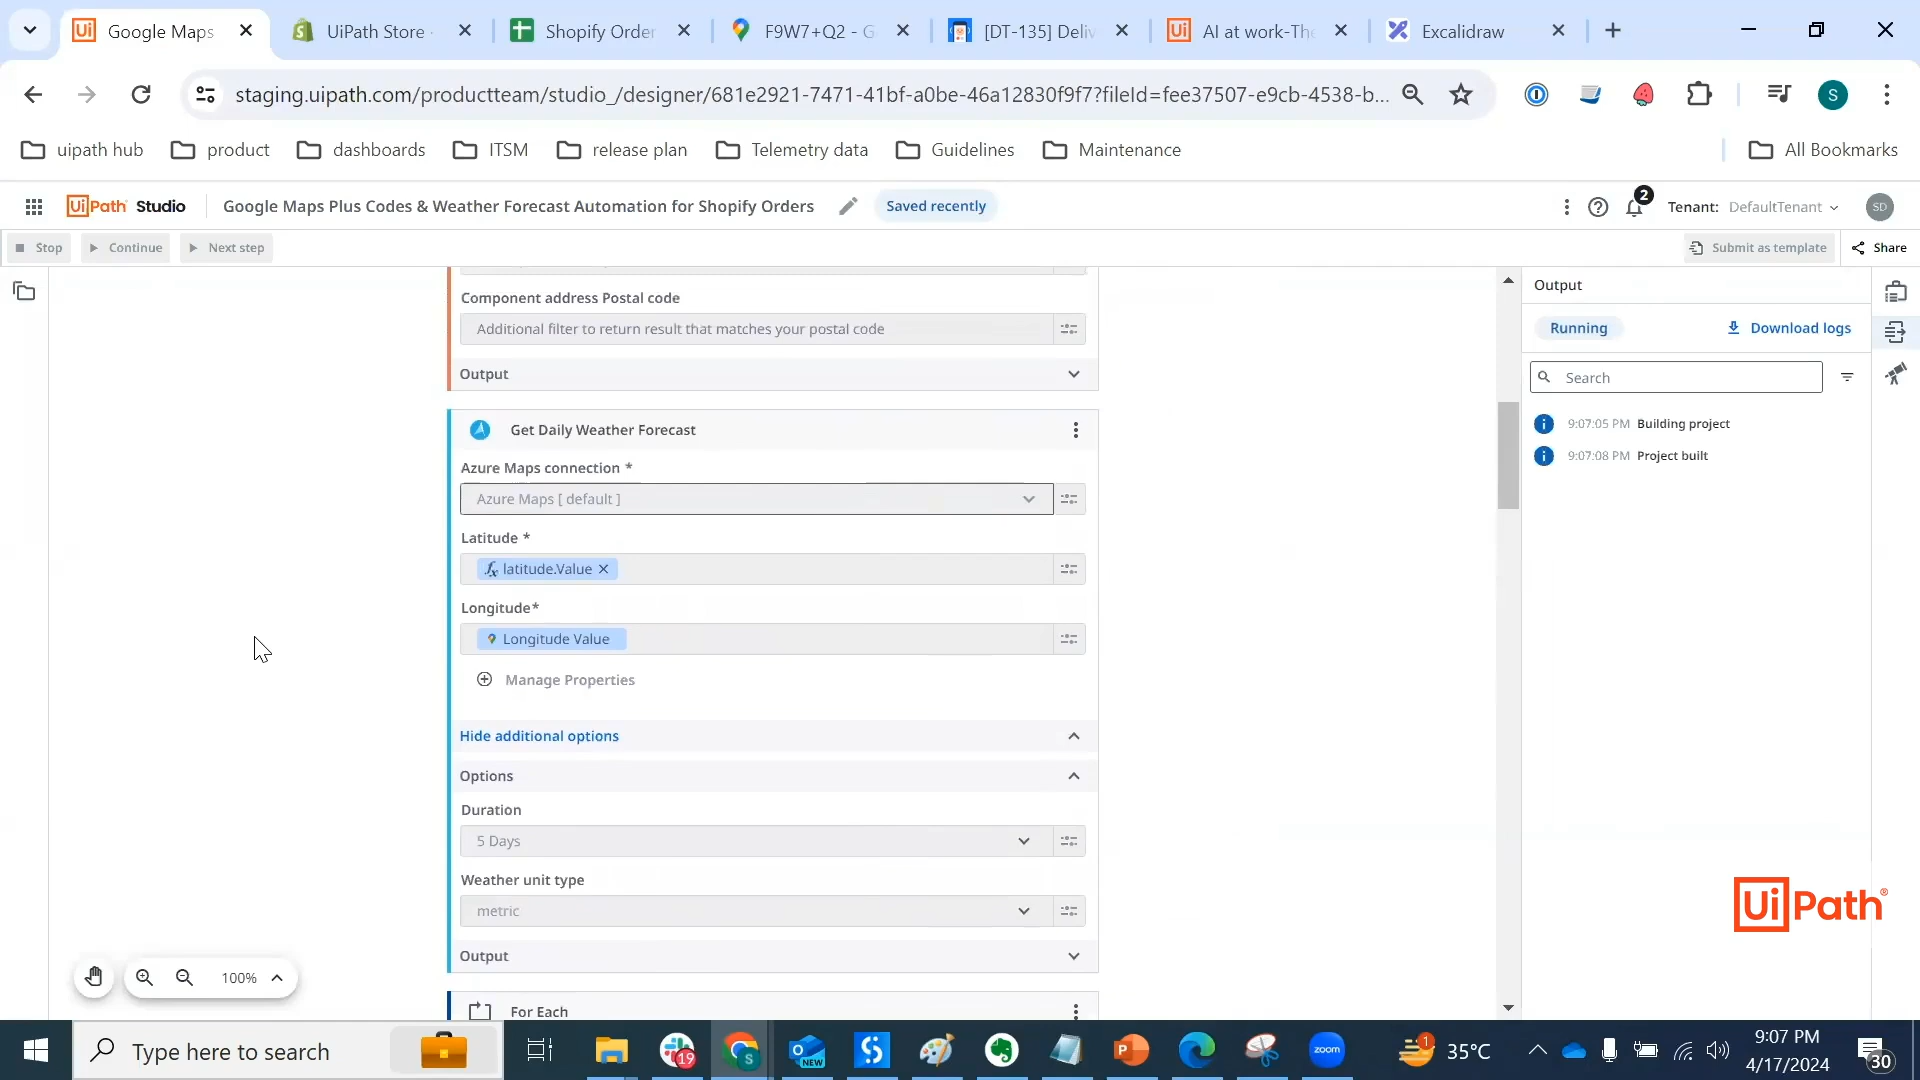 Google Maps
UiPath Store
Shopify Order
F9W7+Q2 - G
[DT-135] Deliv
AI at work-The
Excalidraw
staging.uipath.com/productteam/studio_/designer/681e2921-7471-41bf-a0be-46a12830f9f7?fileId=fee37507-e9cb-4538-b...
S
uipath hub
product
dashboards
ITSM
release plan
Telemetry data
Guidelines
Maintenance
All Bookmarks
UiPath Studio
Google Maps Plus Codes & Weather Forecast Automation for Shopify Orders
Saved recently
2
Tenant: DefaultTenant
SD
Stop
Continue
Next step
Submit as template
Share
Component address Postal code
Additional filter to return result that matches your postal code
Output
Get Daily Weather Forecast
Azure Maps connection *
Azure Maps [ default ]
Latitude *
fx latitude.Value
Longitude*
Longitude Value
Manage Properties
Hide additional options
Options
Duration
5 Days
Weather unit type
metric
Output
For Each
Output
Running
Download logs
Search
9:07:05 PM Building project
9:07:08 PM Project built
UiPath
100%
Type here to search
19
S
NEW
zoom
1
35°C
9:07 PM
4/17/2024
30